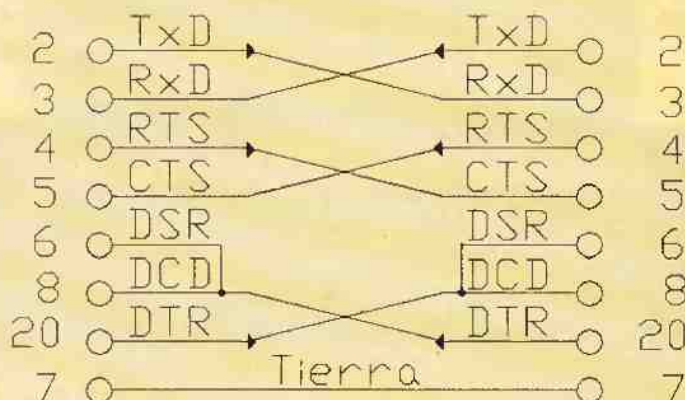 2 TxD TxD 2
3 RxD RxD 3
4 RTS RTS 4
5 CTS CTS 5
6 DSR DSR 6
8 DCD DCD 8
20 DTR DTR 20
7 Tierra 7